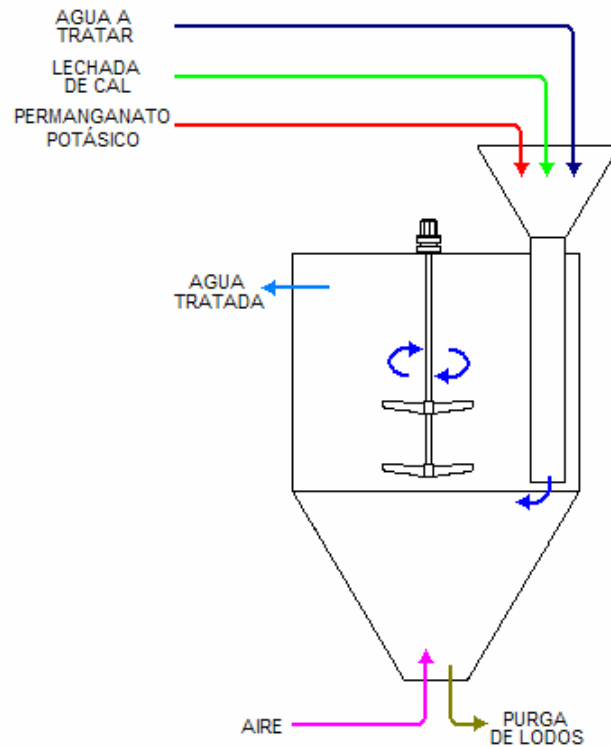 AGUA A
TRATAR
LECHADA
DE CAL
PERMANGANATO
POTÁSICO
AGUA
TRATADA
AIRE
PURGA
DE LODOS